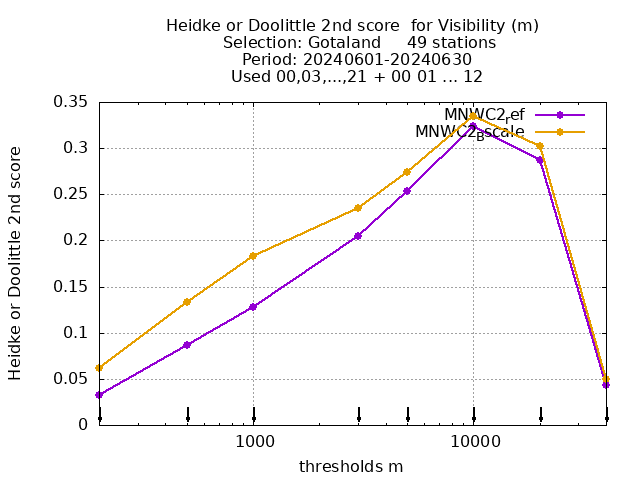 Heidke or Doolittle 2nd score  for Visibility (m)
Selection: Gotaland     49 stations
Period: 20240601-20240630
Used 00,03,...,21 + 00 01 ... 12
MNWC2_ref
MNWC2_Bscale
0.35
0.3
0.25
0.2
0.15
0.1
0.05
0
Heidke or Doolittle 2nd score
1000
10000
thresholds m